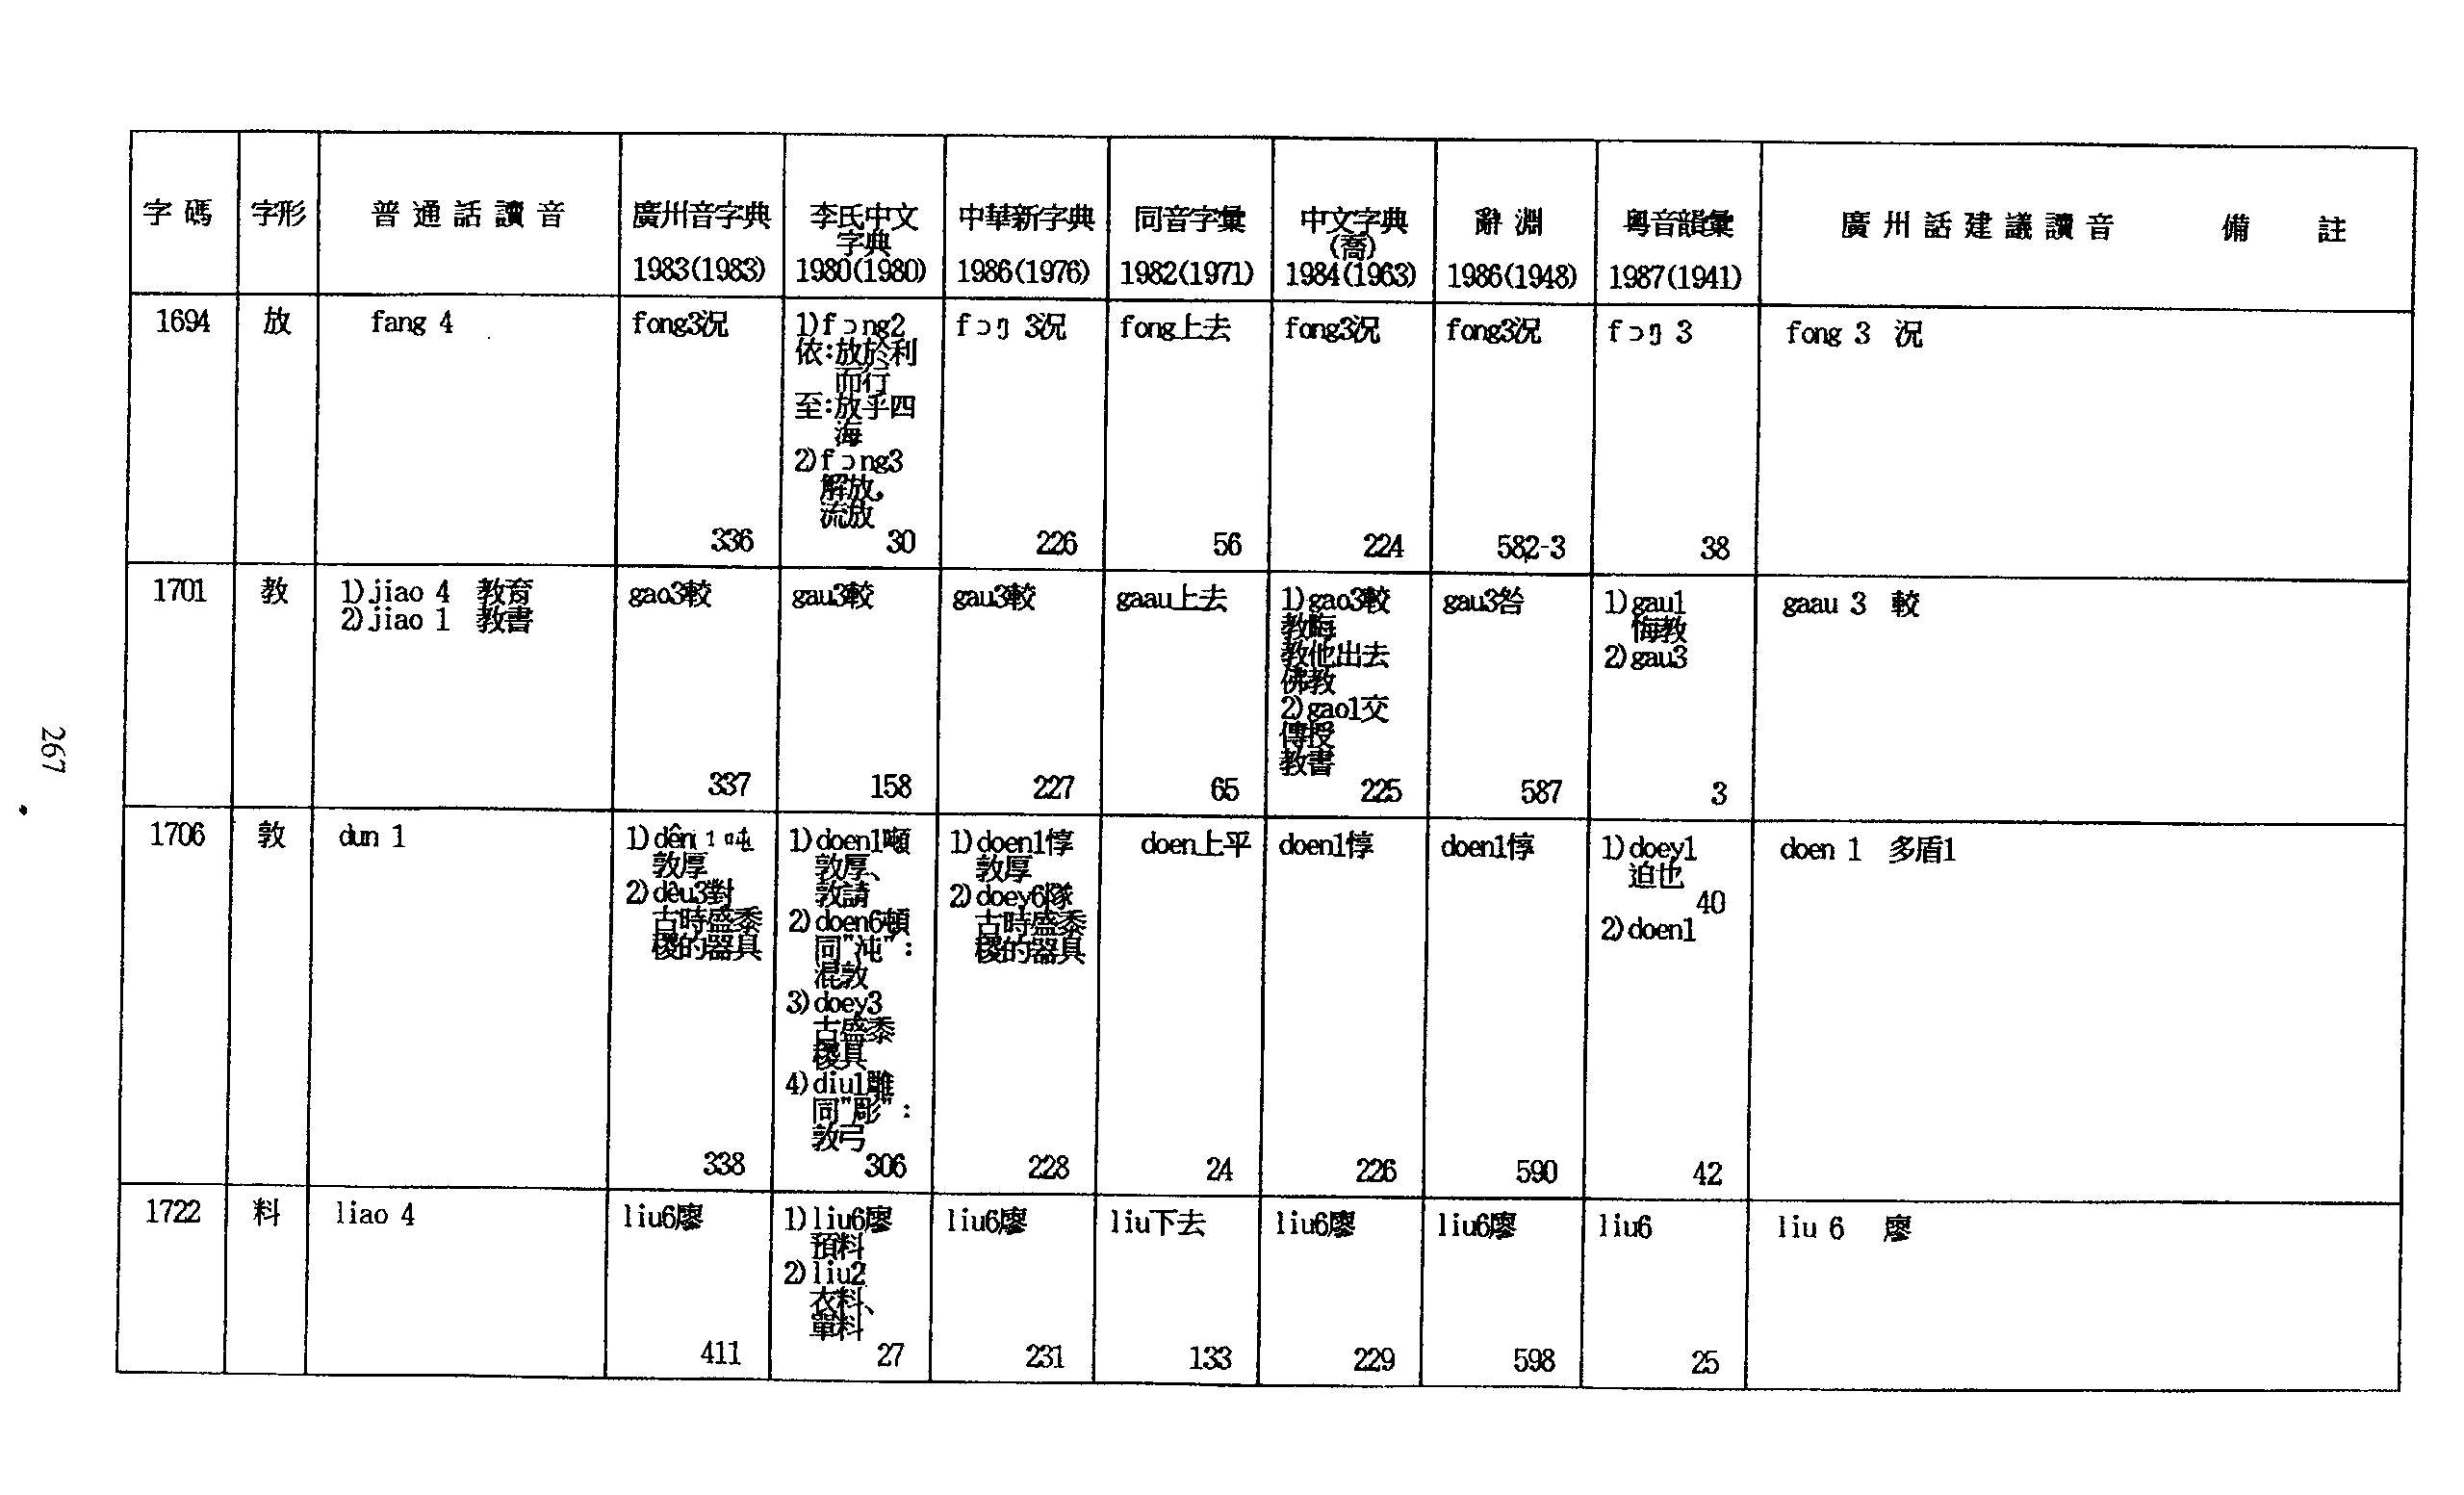 字碼 字形 普通話讀音 廣州音字典 1983(1983) 李氏中文字典 1980(1980) 中華新字典 1986(1976) 同音字彙 1982(1971) 中文字典(喬) 1984(1963) 辭淵 1986(1948) 粵音韻彙 1987(1941) 廣州話建議讀音 備註
1694
放
fang 4
fong3況
336
1)fɔng2
依:放於利
而行
至:放乎四
海
2)fɔng3
解放,
流放
30
fɔŋ 3況
226
fong上去
56
fong3況
224
fong3況
582-3
fɔŋ 3
38
fong 3 況
1701
教
1)jiao 4 教育
2)jiao 1 教書
gao3較
337
gau3較
158
gau3較
227
gaau上去
65
1)gao3較
教晦
教他出去
佛教
2)gao1交
傳授
教書
225
gau3咎
587
1)gau1
悔教
2)gau3
3
gaau 3 較
1706
敦
dun 1
1)dên1
敦厚
2)dêu3對
古時盛黍
稷的器具
338
1)doen1噸
敦厚、
敦請
2)doen6頓
同"沌":
混敦
3)doey3
古盛黍
稷具
4)diu1雕
同"彫":
敦弓
306
1)doen1惇
敦厚
2)doey6隊
古時盛黍
稷的器具
228
doen上平
24
doen1惇
226
doen1惇
590
1)doey1
迫也
40
2)doen1
42
doen 1 多盾1
1722
料
liao 4
liu6廖
411
1)liu6廖
預料
2)liu2
衣料、
單料
27
liu6廖
231
liu下去
133
liu6廖
229
liu6廖
598
liu6
25
liu 6 廖
267